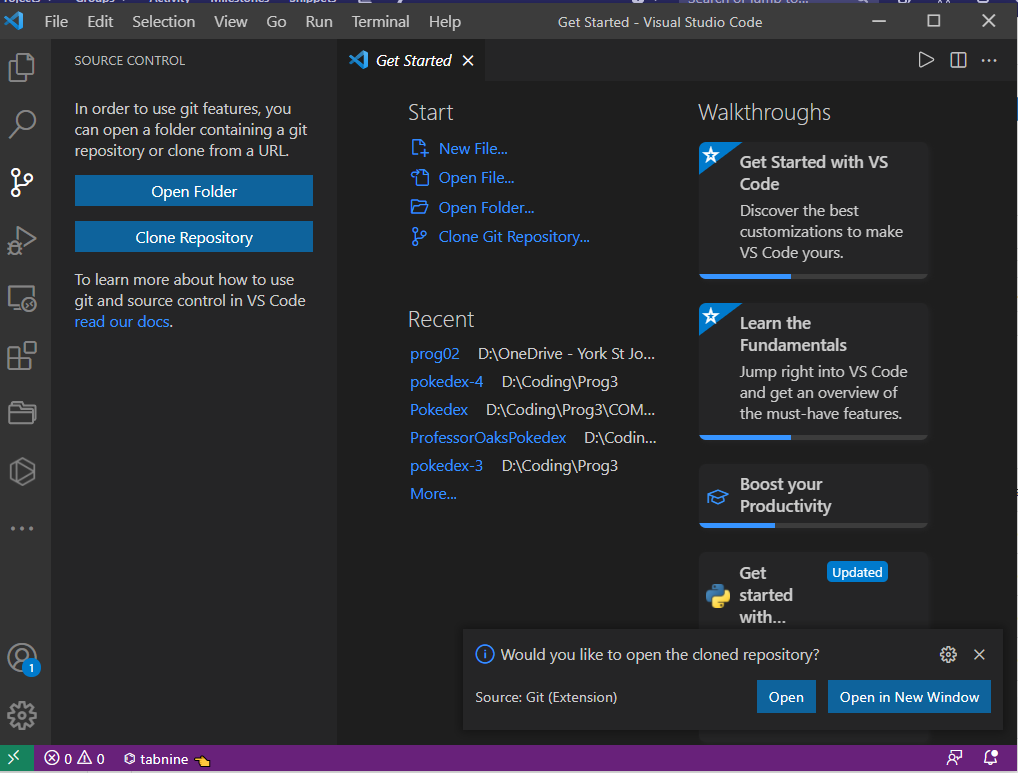 File Edit Selection View Go Run Terminal Help Get Started - Visual Studio Code
SOURCE CONTROL
Get Started
In order to use git features, you
can open a folder containing a git
repository or clone from a URL.
Open Folder
Clone Repository
To learn more about how to use
git and source control in VS Code
read our docs.
Start
New File...
Open File...
Open Folder...
Clone Git Repository...
Recent
prog02 D:\OneDrive - York St Jo...
pokedex-4 D:\Coding\Prog3
Pokedex D:\Coding\Prog3\COM...
ProfessorOaksPokedex D:\Codin...
pokedex-3 D:\Coding\Prog3
More...
Walkthroughs
Get Started with VS
Code
Discover the best
customizations to make
VS Code yours.
Learn the
Fundamentals
Jump right into VS Code
and get an overview of
the must-have features.
Boost your
Productivity
Get
started
with...
Updated
Would you like to open the cloned repository?
Source: Git (Extension)
Open
Open in New Window
1
0 0 tabnine